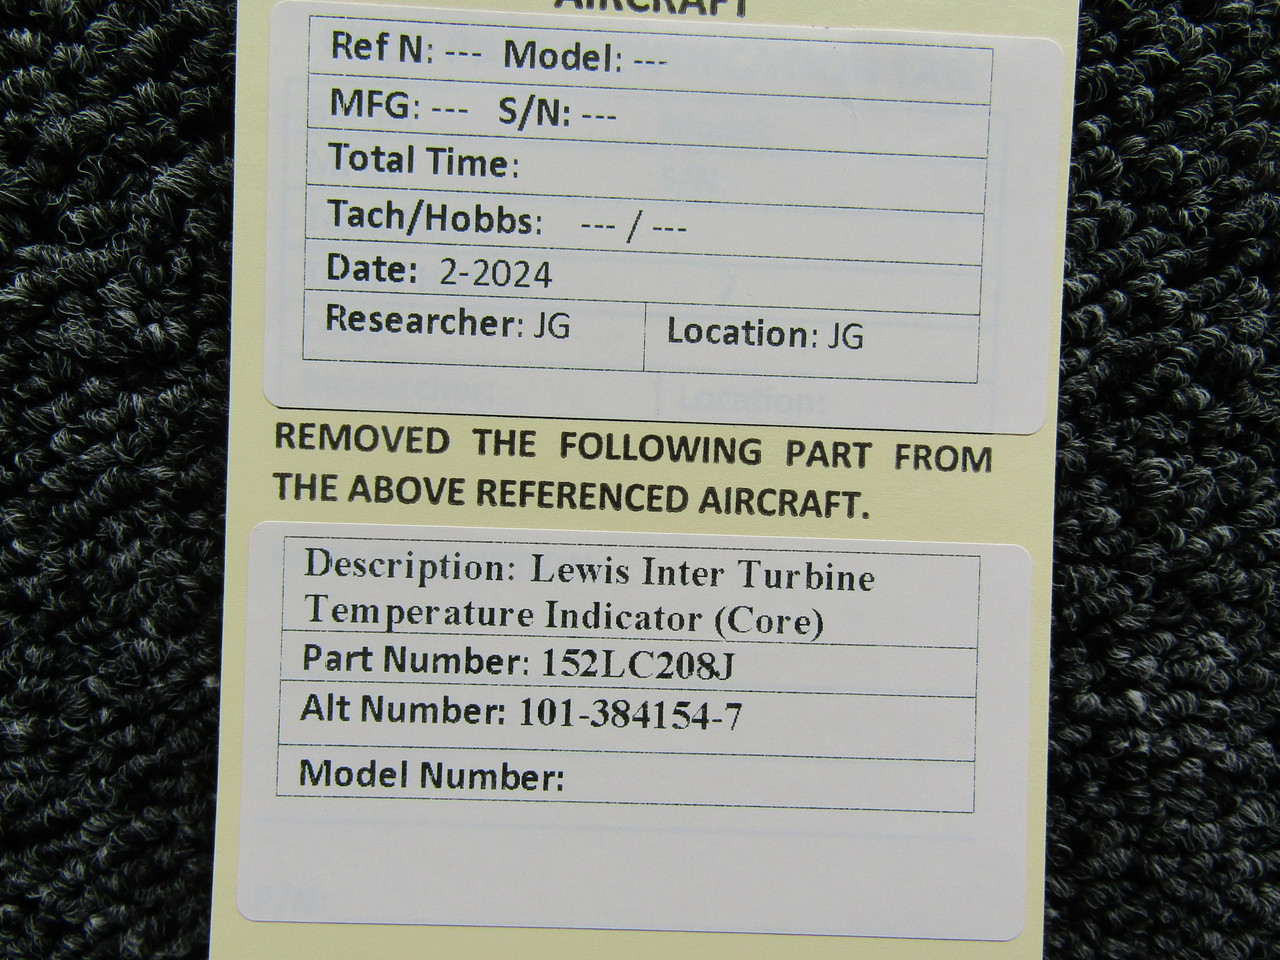 AIRCRAFT
Ref N: --- Model: ---
MFG: --- S/N: ---
Total Time:
Tach/Hobbs: --- / ---
Date: 2-2024
Researcher: JG Location: JG
REMOVED THE FOLLOWING PART FROM
THE ABOVE REFERENCED AIRCRAFT.
Description: Lewis Inter Turbine
Temperature Indicator (Core)
Part Number: 152LC208J
Alt Number: 101-384154-7
Model Number: